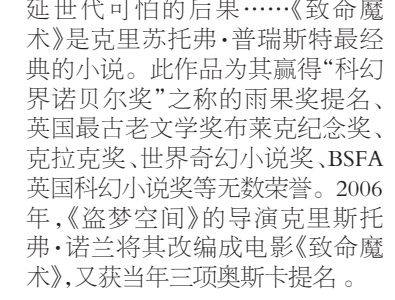 延世代可怕的后果……《致命魔
术》是克里苏托弗·普瑞斯特最经
典的小说。此作品为其赢得“科幻
界诺贝尔奖”之称的雨果奖提名、
英国最古老文学奖布莱克纪念奖、
克拉克奖、世界奇幻小说奖、BSFA
英国科幻小说奖等无数荣誉。2006
年，《盗梦空间》的导演克里斯托
弗·诺兰将其改编成电影《致命魔
术》，又获当年三项奥斯卡提名 。